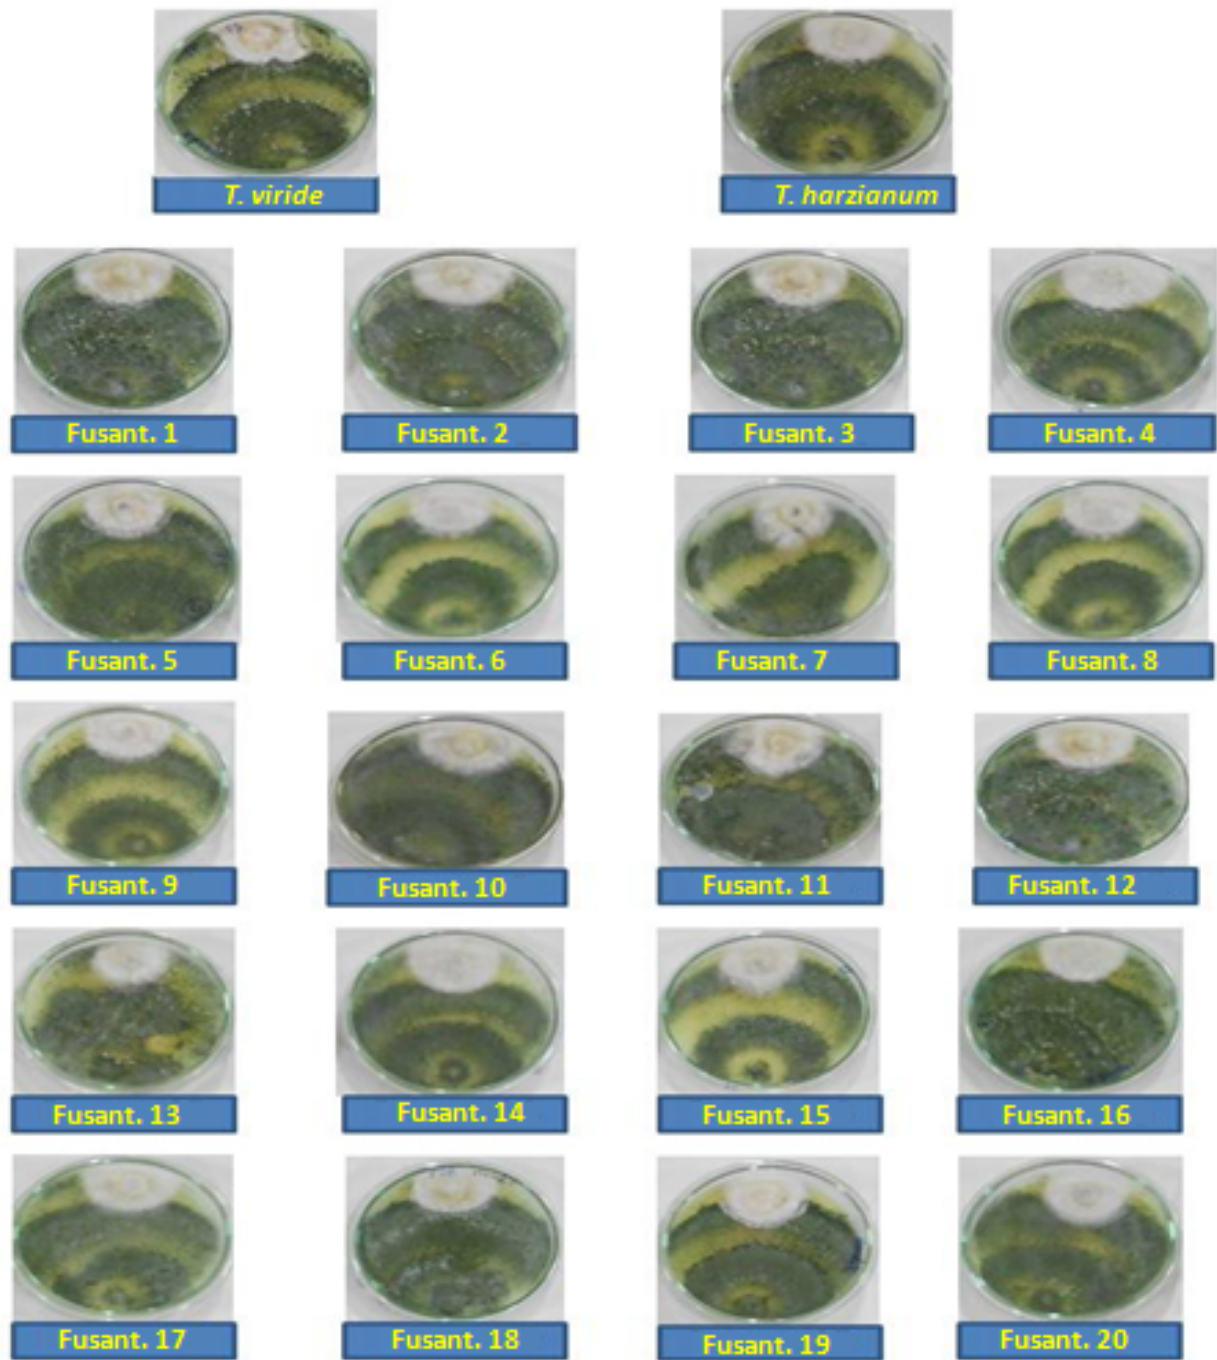 T. viride
T. harzianum
Fusant. 1
Fusant. 2
Fusant. 3
Fusant. 4
Fusant. 5
Fusant. 6
Fusant. 7
Fusant. 8
Fusant. 9
Fusant. 10
Fusant. 11
Fusant. 12
Fusant. 13
Fusant. 14
Fusant. 15
Fusant. 16
Fusant. 17
Fusant. 18
Fusant. 19
Fusant. 20